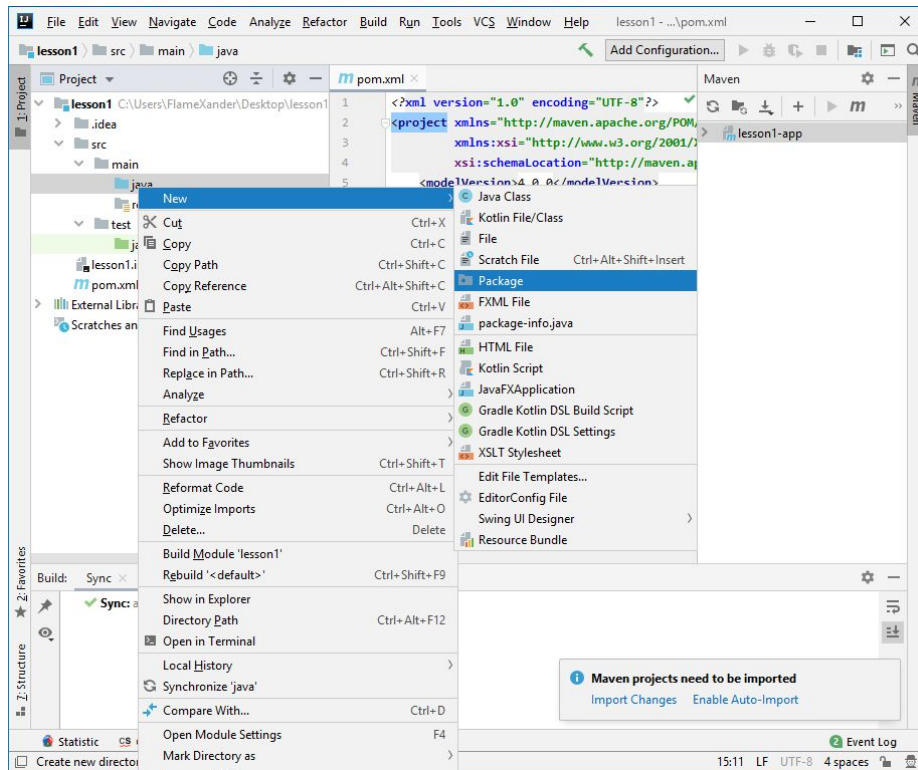 File Edit View Navigate Code Analyze Refactor Build Run Tools VCS Window Help lesson1 - ...\pom.xml
lesson1 src main java Add Configuration...
1: Project
Project
pom.xml
Maven
lesson1 C:\Users\FlameXander\Desktop\lesson1
.idea
src
main
java
test
lesson1.i
pom.xml
External Libra
Scratches an
1 <?xml version="1.0" encoding="UTF-8"?>
2 <project xmlns="http://maven.apache.org/POM/
3 xmlns:xsi="http://www.w3.org/2001/
4 xsi:schemaLocation="http://maven.ap
5 <modelVersion>4.0.0</modelVersion>
lesson1-app
Maven
New
Cut Ctrl+X
Copy Ctrl+C
Copy Path Ctrl+Shift+C
Copy Reference Ctrl+Alt+Shift+C
Paste Ctrl+V
Find Usages Alt+F7
Find in Path... Ctrl+Shift+F
Replace in Path... Ctrl+Shift+R
Analyze
Refactor
Add to Favorites
Show Image Thumbnails Ctrl+Shift+T
Reformat Code Ctrl+Alt+L
Optimize Imports Ctrl+Alt+O
Delete... Delete
Build Module 'lesson1'
Rebuild '<default>' Ctrl+Shift+F9
Show in Explorer
Directory Path Ctrl+Alt+F12
Open in Terminal
Local History
Synchronize 'java'
Compare With... Ctrl+D
Open Module Settings F4
Mark Directory as
Java Class
Kotlin File/Class
File
Scratch File Ctrl+Alt+Shift+Insert
Package
FXML File
package-info.java
HTML File
Kotlin Script
JavaFXApplication
Gradle Kotlin DSL Build Script
Gradle Kotlin DSL Settings
XSLT Stylesheet
Edit File Templates...
EditorConfig File
Swing UI Designer
Resource Bundle
2: Favorites
Z: Structure
Build: Sync
Sync: a
Maven projects need to be imported
Import Changes Enable Auto-Import
Statistic CS
2 Event Log
Create new director
15:11 LF UTF-8 4 spaces